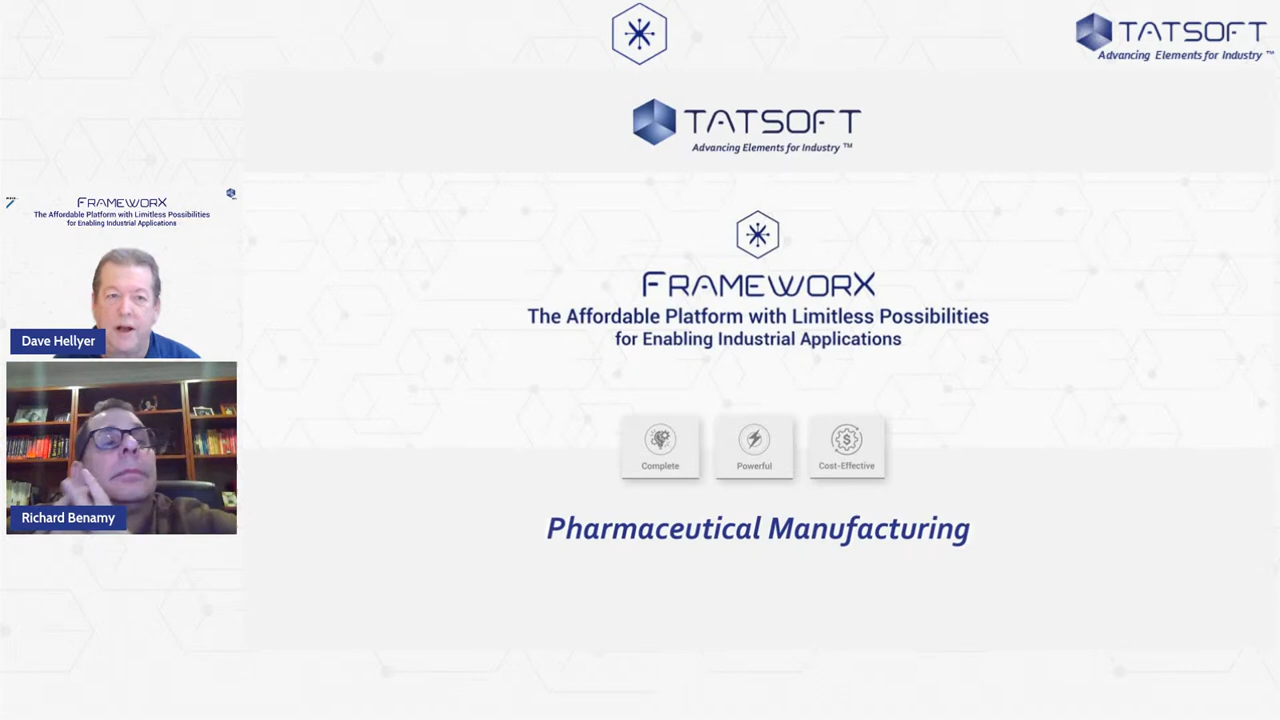 TATSOFT
Advancing Elements for Industry ™
TATSOFT
Advancing Elements for Industry ™
FRAMEWORX
The Affordable Platform with Limitless Possibilities
for Enabling Industrial Applications
Dave Hellyer
Richard Benamy
FRAMEWORX
The Affordable Platform with Limitless Possibilities
for Enabling Industrial Applications
Complete
Powerful
Cost-Effective
Pharmaceutical Manufacturing